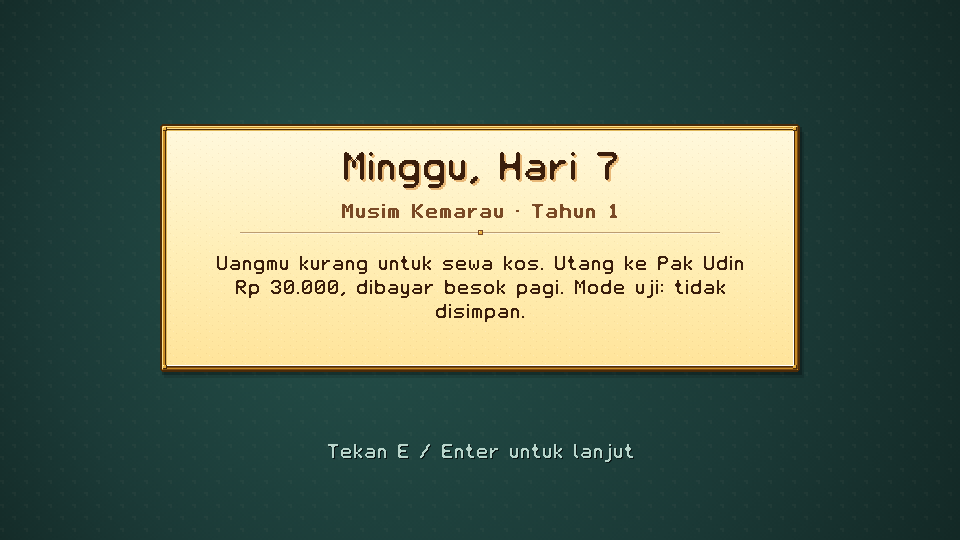 Minggu, Hari 7
Musim Kemarau · Tahun 1
Uangmu kurang untuk sewa kos. Utang ke Pak Udin
Rp 30.000, dibayar besok pagi. Mode uji: tidak
disimpan.
Tekan E / Enter untuk lanjut